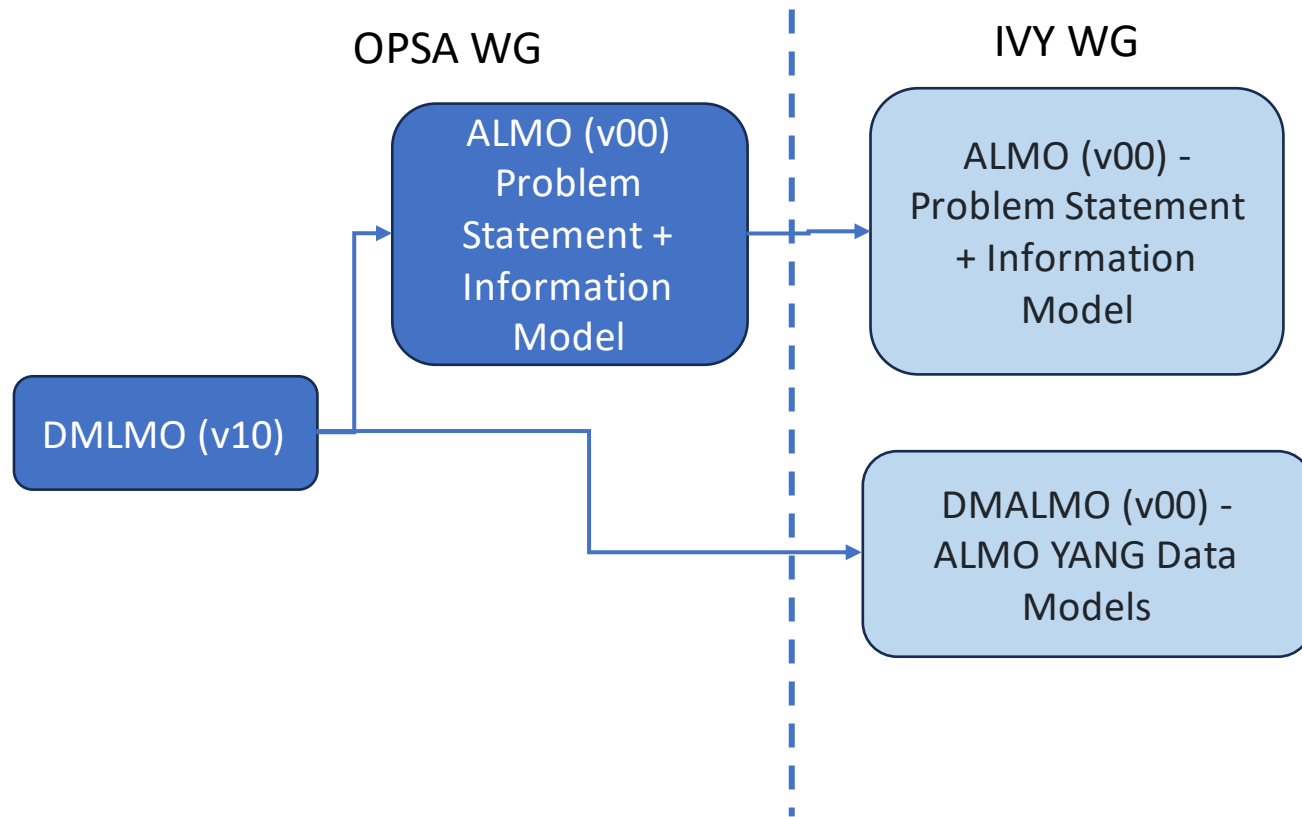 OPSA WG
IVY WG
ALMO (v00)
Problem
Statement +
Information
Model
ALMO (v00) -
Problem Statement
+ Information
Model
DMLMO (v10)
DMALMO (v00) -
ALMO YANG Data
Models